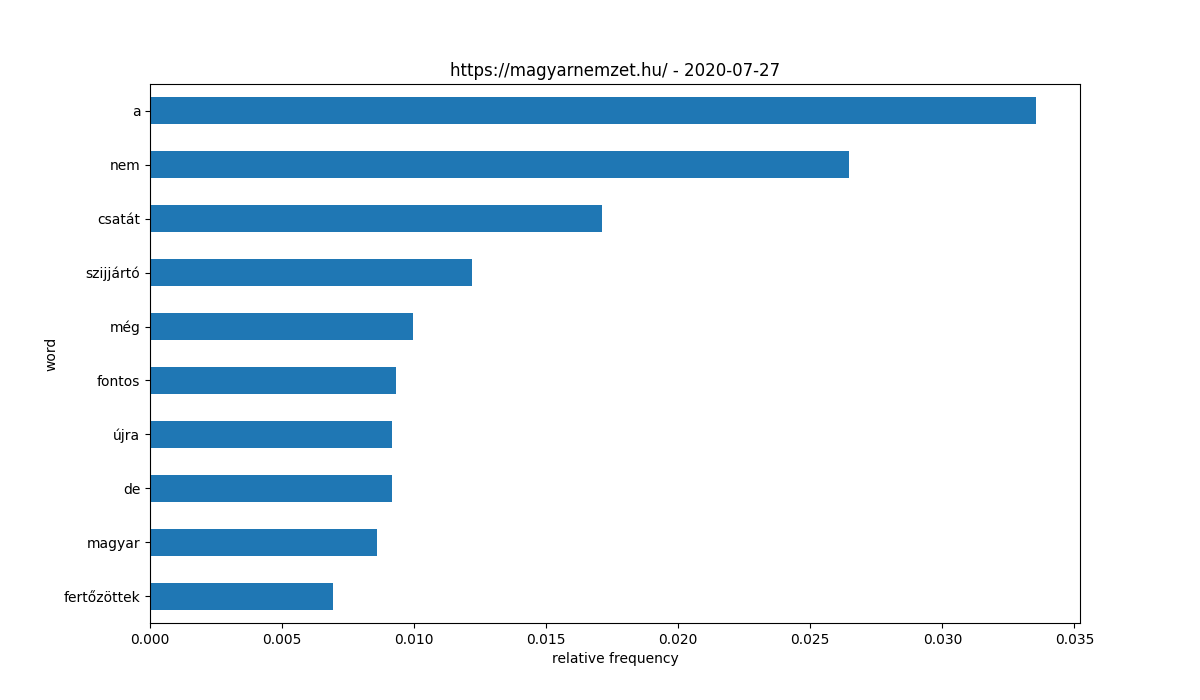 https://magyarnemzet.hu/ - 2020-07-27
a
nem
csatát
szijjártó
még
fontos
újra
de
magyar
fertőzöttek
word
0.000 0.005 0.010 0.015 0.020 0.025 0.030 0.035
relative frequency